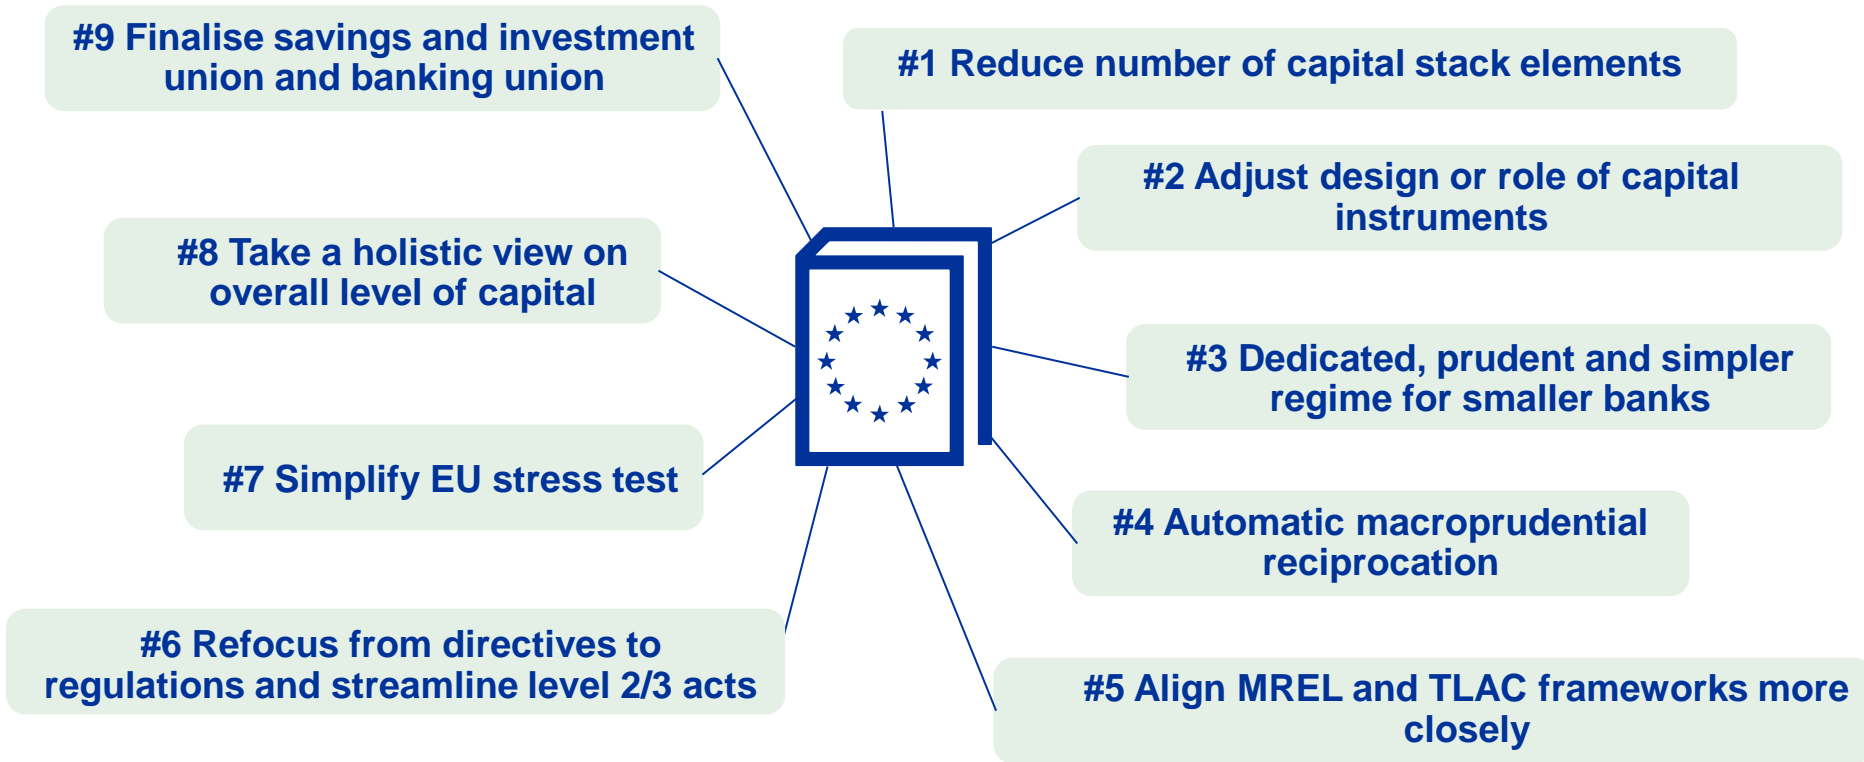 #9 Finalise savings and investment
union and banking union
#1 Reduce number of capital stack elements
#2 Adjust design or role of capital
instruments
#8 Take a holistic view on
overall level of capital
#3 Dedicated, prudent and simpler
regime for smaller banks
#7 Simplify EU stress test
#4 Automatic macroprudential
reciprocation
#6 Refocus from directives to
regulations and streamline level 2/3 acts
#5 Align MREL and TLAC frameworks more
closely